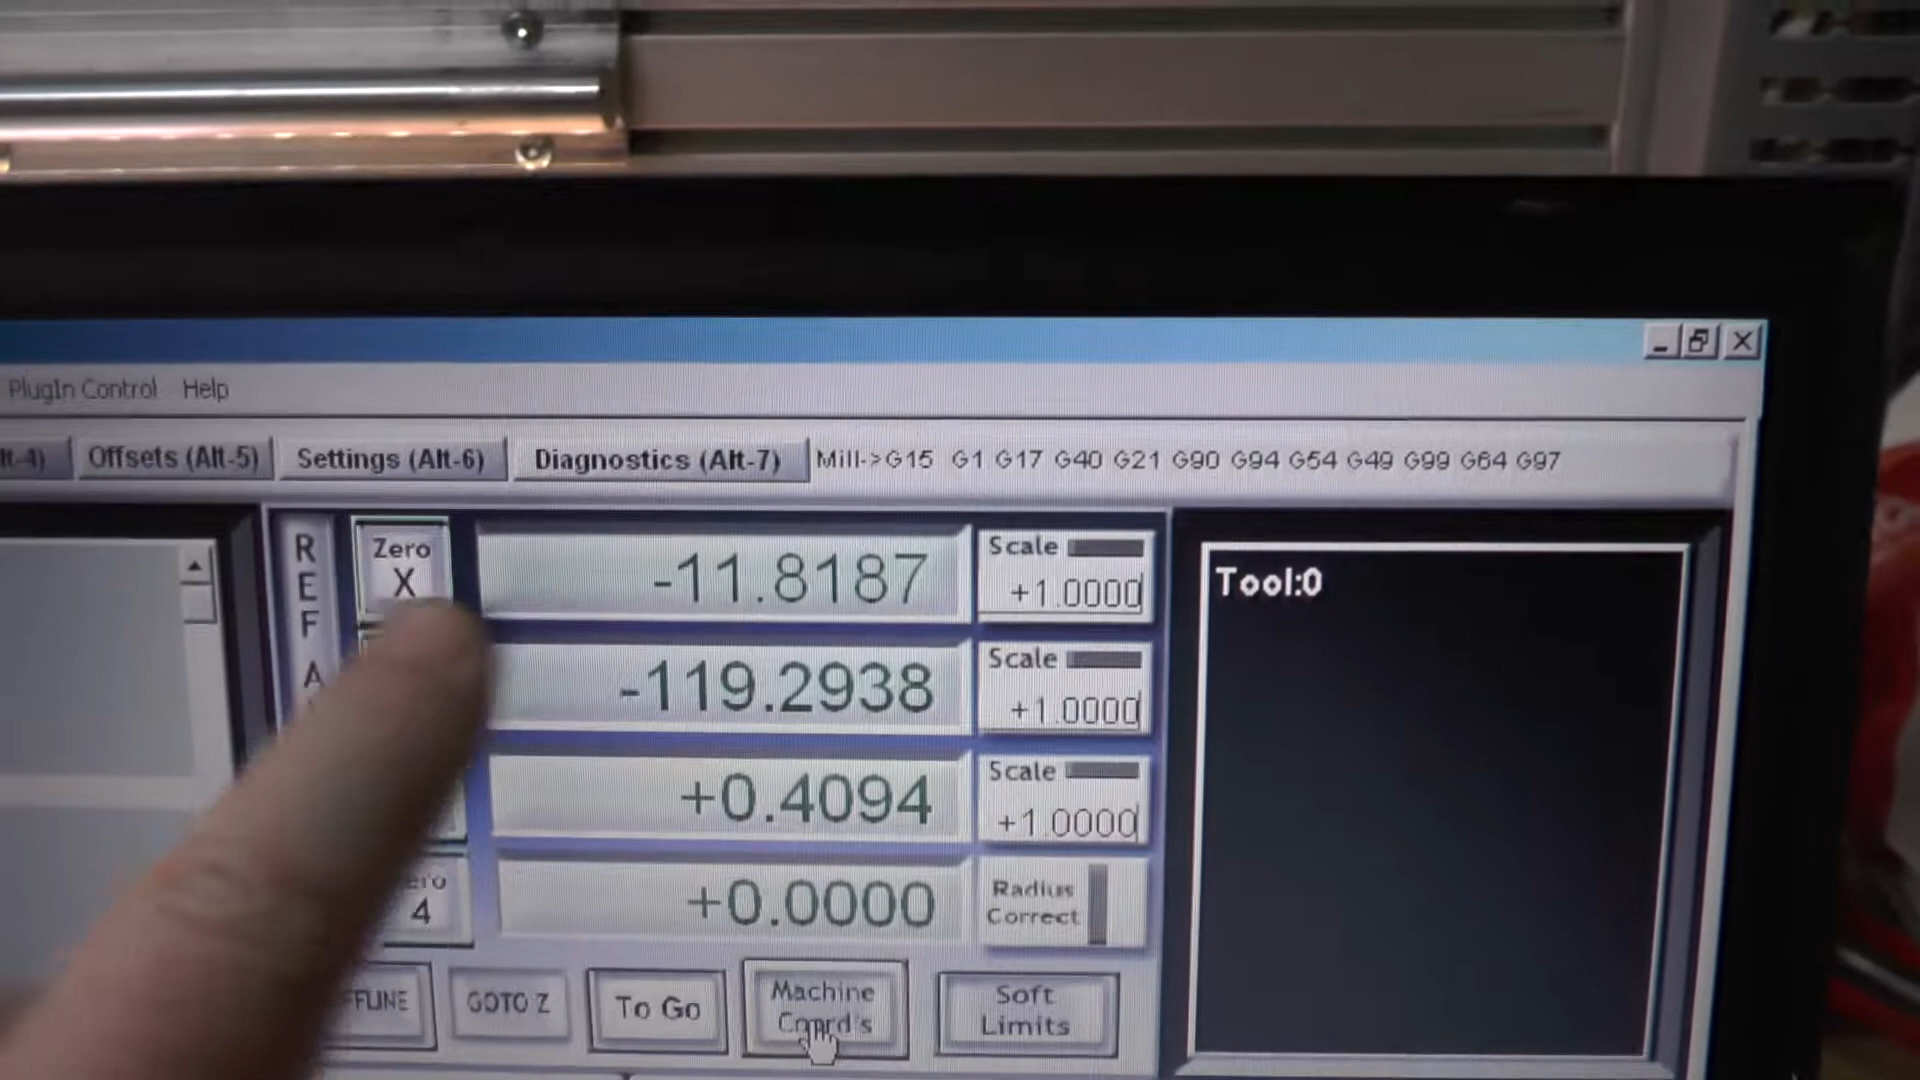 PlugIn Control Help
lt-4) Offsets (Alt-5) Settings (Alt-6) Diagnostics (Alt-7) Mill->G15 G1 G17 G40 G21 G90 G94 G54 G49 G99 G64 G97
R
E
F
A
Zero
X
-11.8187
Scale
+1.0000
-119.2938
Scale
+1.0000
+0.4094
Scale
+1.0000
4
+0.0000
Radius
Correct
FFLINE
GOTO Z
To Go
Machine
Coord's
Soft
Limits
Tool:0